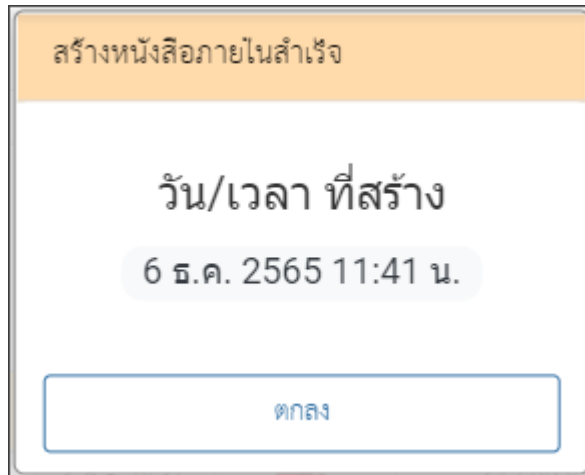 สร้างหนังสือภายในสำเร็จ
วัน/เวลา ที่สร้าง
6 ธ.ค. 2565 11:41 น.
ตกลง